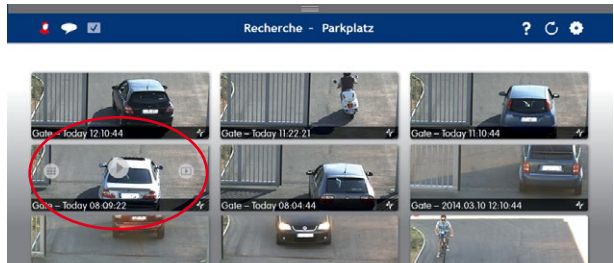 Recherche - Parkplatz ?
Gate – Today 12:10:44
Gate – Today 11:22:21
Gate – Today 11:10:44
Gate – Today 08:09:22
Gate – Today 08:04:44
Gate – 2014.03.10 12:10:44